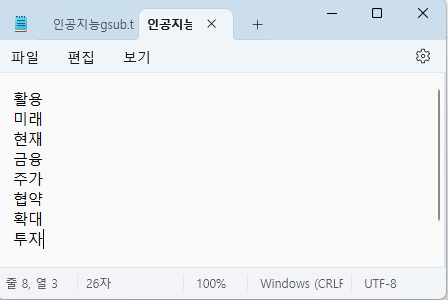 인공지능gsub.t
인공지능
파일 편집 보기
활용
미래
현재
금융
주가
협약
확대
투자
줄 8, 열 3 26자 100% Windows (CRLF UTF-8